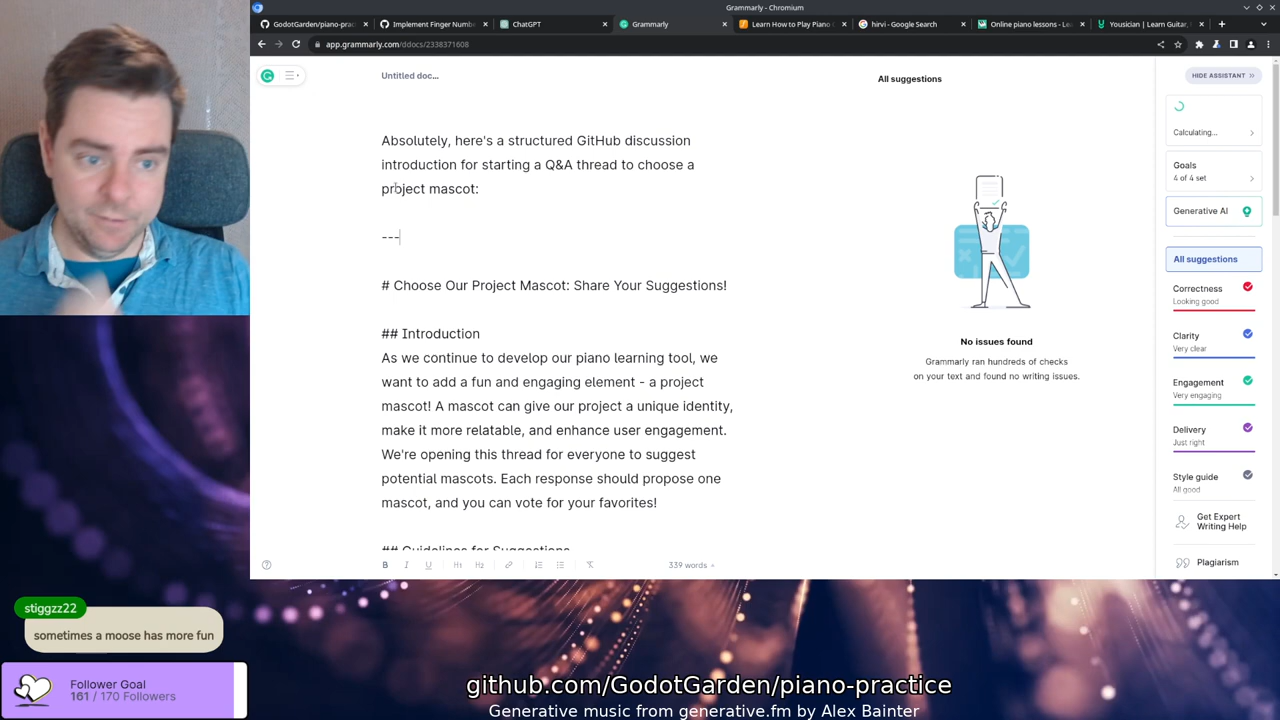 Grammarly - Chromium
GodotGarden/piano-prac
Implement Finger Numb
ChatGPT
Grammarly
Learn How to Play Piano
hirvi - Google Search
Online piano lessons - Le
Yousician | Learn Guitar,
app.grammarly.com/ddocs/2338371608
Untitled doc...
All suggestions
HIDE ASSISTANT
Absolutely, here's a structured GitHub discussion
introduction for starting a Q&A thread to choose a
project mascot:
---
# Choose Our Project Mascot: Share Your Suggestions!
## Introduction
As we continue to develop our piano learning tool, we
want to add a fun and engaging element - a project
mascot! A mascot can give our project a unique identity,
make it more relatable, and enhance user engagement.
We're opening this thread for everyone to suggest
potential mascots. Each response should propose one
mascot, and you can vote for your favorites!
## Guidelines for Suggestions
B I U H1 H2
339 words
No issues found
Grammarly ran hundreds of checks
on your text and found no writing issues.
Calculating...
Goals
4 of 4 set
Generative AI
All suggestions
Correctness
Looking good
Clarity
Very clear
Engagement
Very engaging
Delivery
Just right
Style guide
All good
Get Expert
Writing Help
Plagiarism
stiggzz22
sometimes a moose has more fun
Follower Goal
161 / 170 Followers
github.com/GodotGarden/piano-practice
Generative music from generative.fm by Alex Bainter